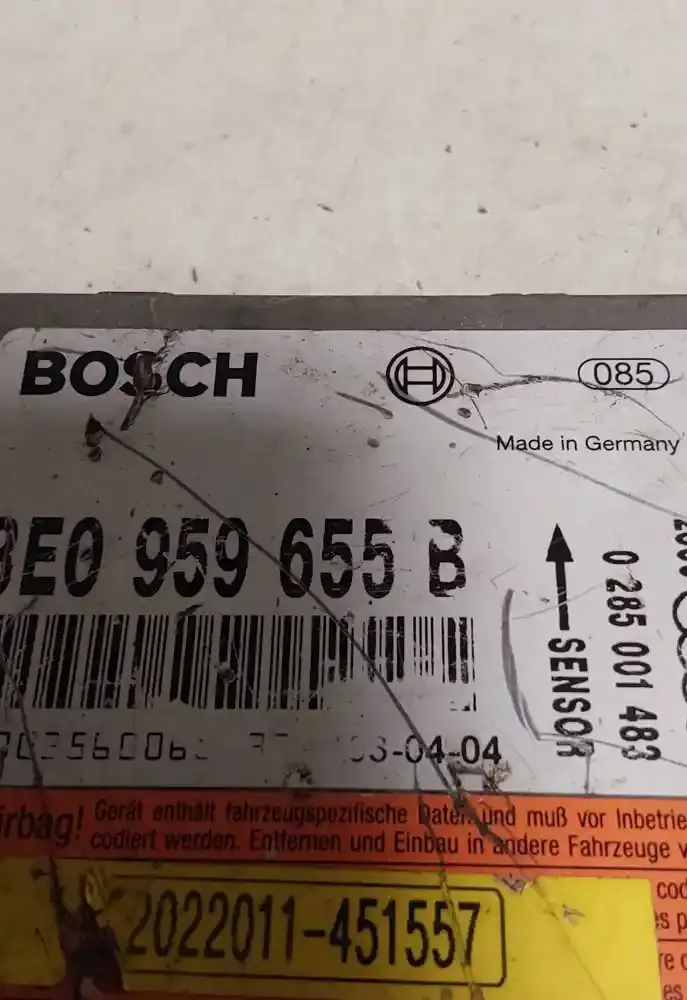 BOSCH
085
Made in Germany
8E0 959 655 B
SENSOR
0 285 001 483
-04-04
Airbag! Gerät enthält fahrzeugspezifische Daten und muß vor Inbetrie
codiert werden. Entfernen und Einbau in andere Fahrzeuge v
2022011-451557